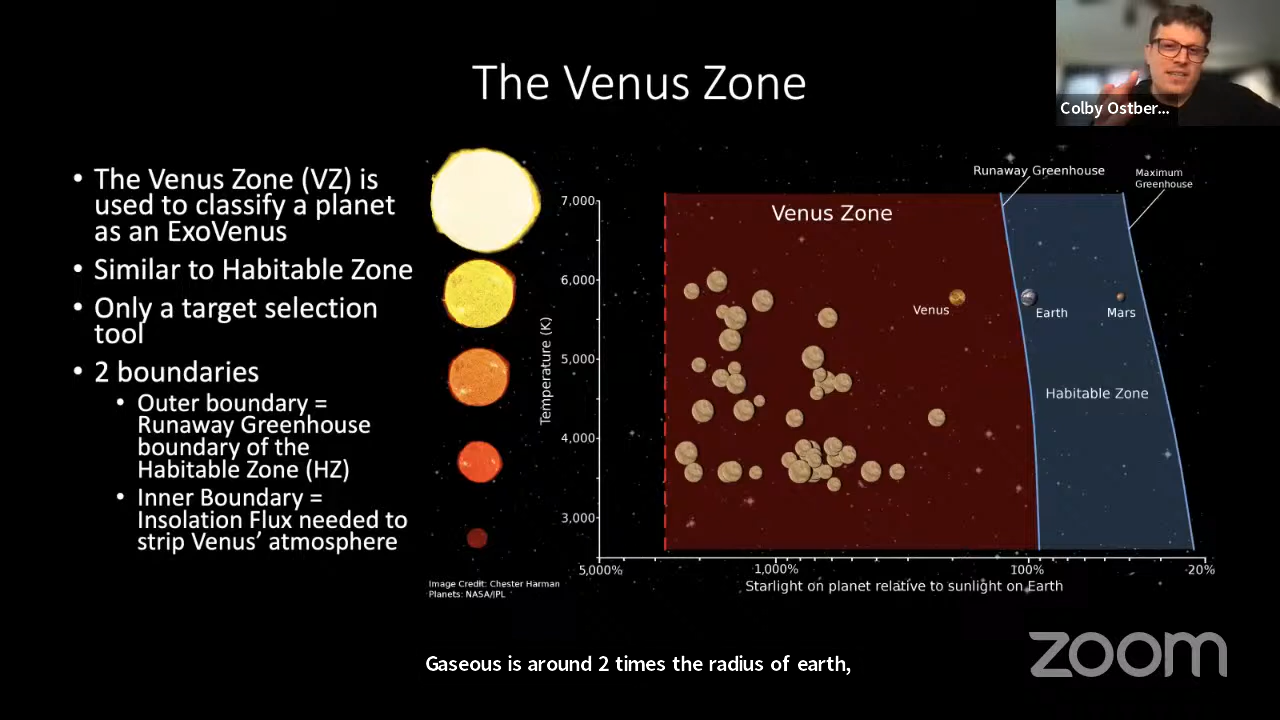 The Venus Zone
Colby Ostber...
• The Venus Zone (VZ) is
used to classify a planet
as an ExoVenus
• Similar to Habitable Zone
• Only a target selection
tool
• 2 boundaries
• Outer boundary =
Runaway Greenhouse
boundary of the
Habitable Zone (HZ)
• Inner Boundary =
Insolation Flux needed to
strip Venus’ atmosphere
Runaway Greenhouse
Maximum
Greenhouse
Venus Zone
7,000
6,000
5,000
4,000
3,000
Temperature (K)
Venus
Earth
Mars
Habitable Zone
5,000%
1,000%
100%
20%
Starlight on planet relative to sunlight on Earth
Image Credit: Chester Harman
Planets: NASA/JPL
Gaseous is around 2 times the radius of earth,
zoom